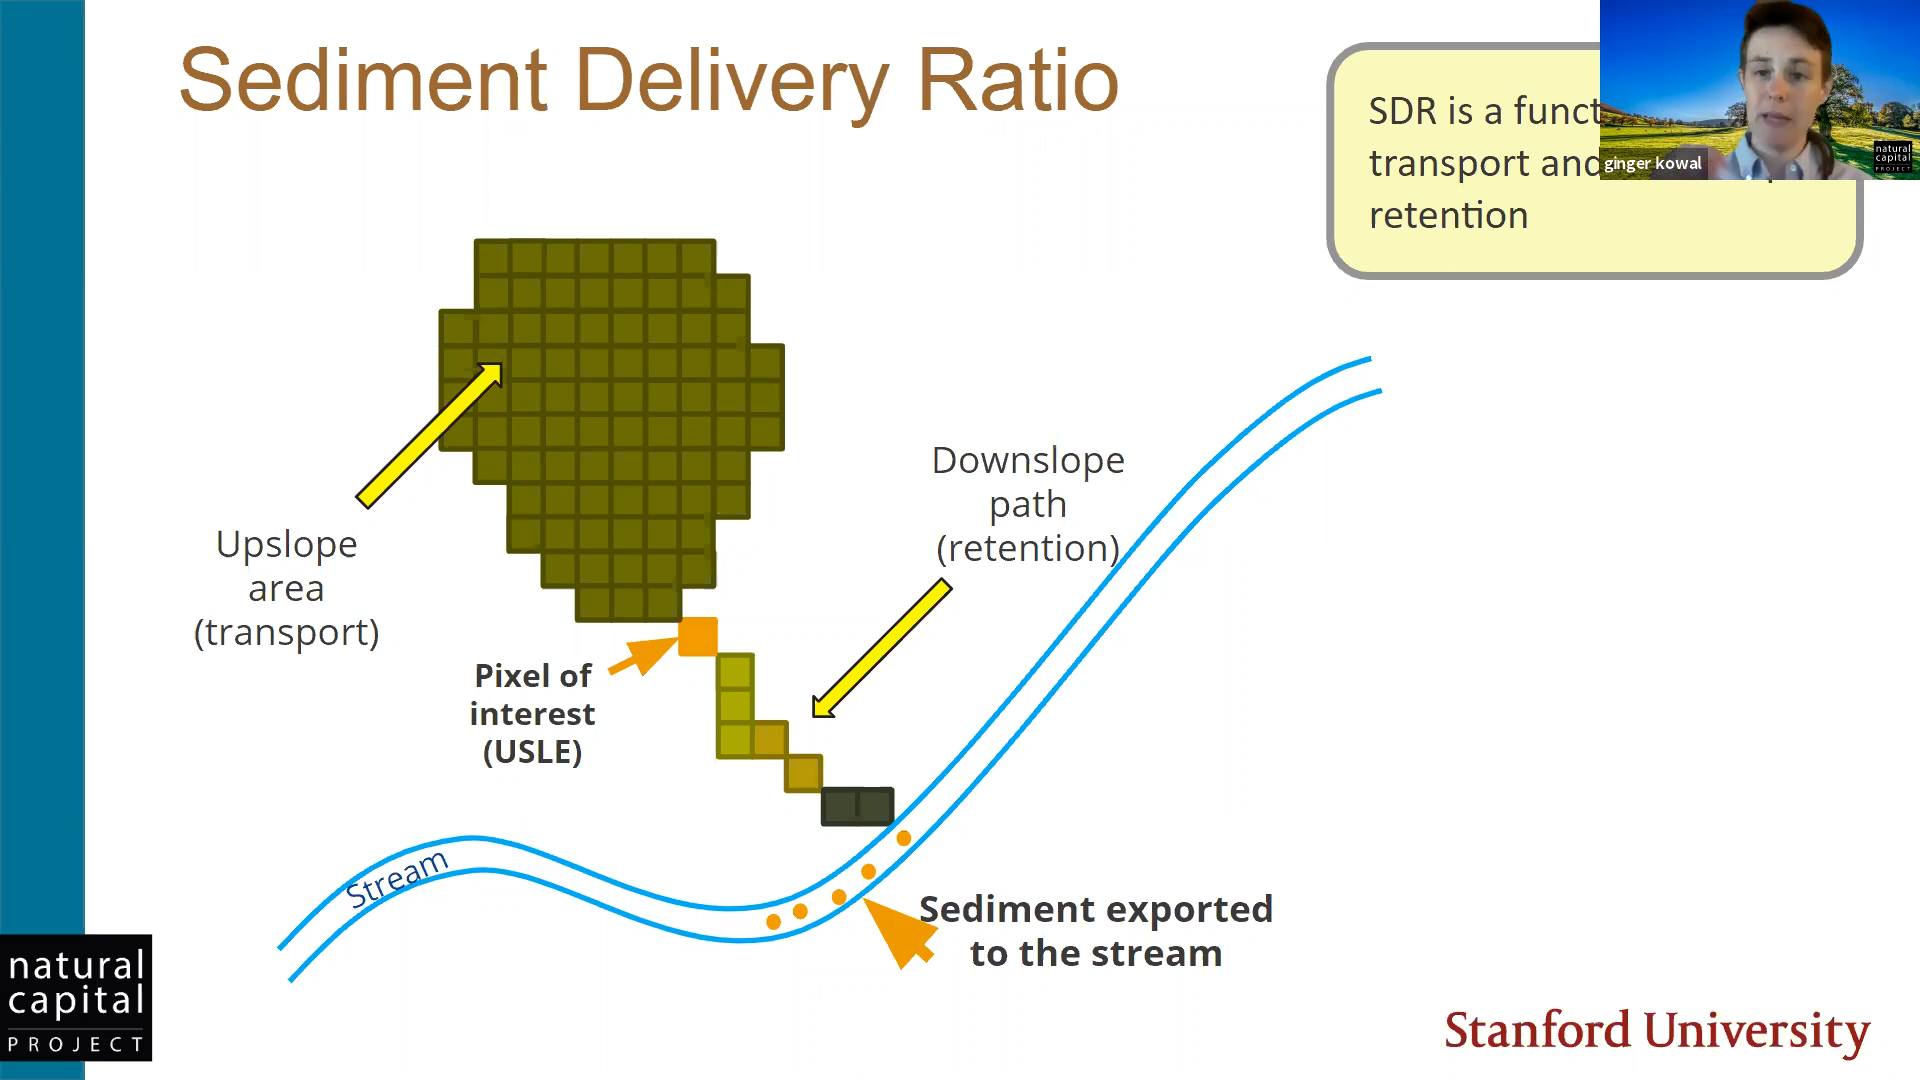 Sediment Delivery Ratio
SDR is a funct
transport and
retention
ginger kowal
natural
capital
PROJECT
Upslope
area
(transport)
Downslope
path
(retention)
Pixel of
interest
(USLE)
Stream
Sediment exported
to the stream
natural
capital
PROJECT
Stanford University